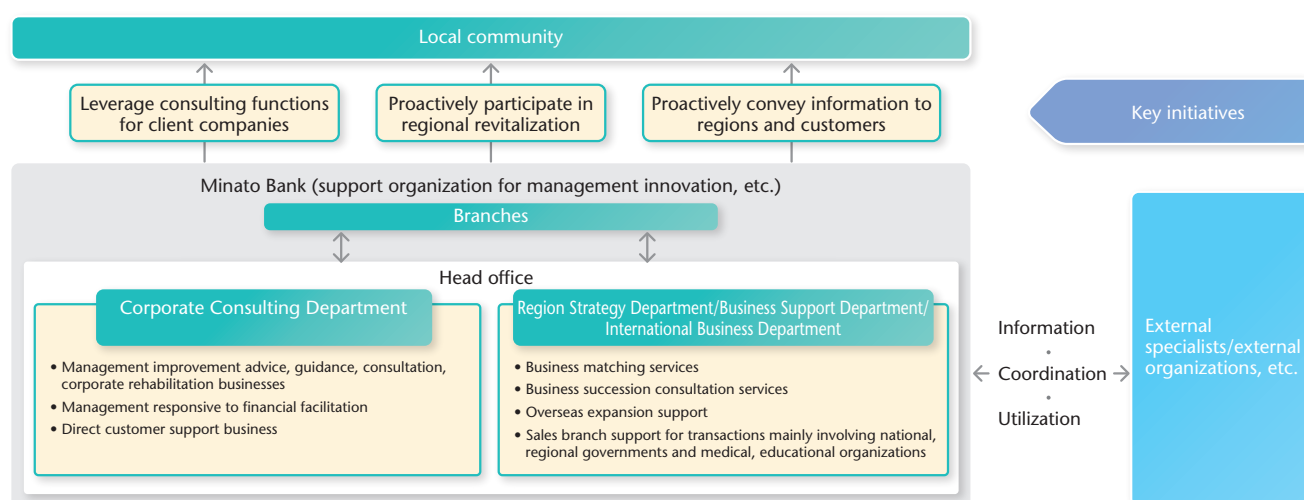 Local community
Leverage consulting functions
for client companies
Proactively participate in
regional revitalization
Proactively convey information to
regions and customers
Key initiatives
Minato Bank (support organization for management innovation, etc.)
Branches
Head office
Corporate Consulting Department
• Management improvement advice, guidance, consultation,
corporate rehabilitation businesses
• Management responsive to financial facilitation
• Direct customer support business
Region Strategy Department/Business Support Department/
International Business Department
• Business matching services
• Business succession consultation services
• Overseas expansion support
• Sales branch support for transactions mainly involving national,
regional governments and medical, educational organizations
Information
・
Coordination
・
Utilization
External
specialists/external
organizations, etc.